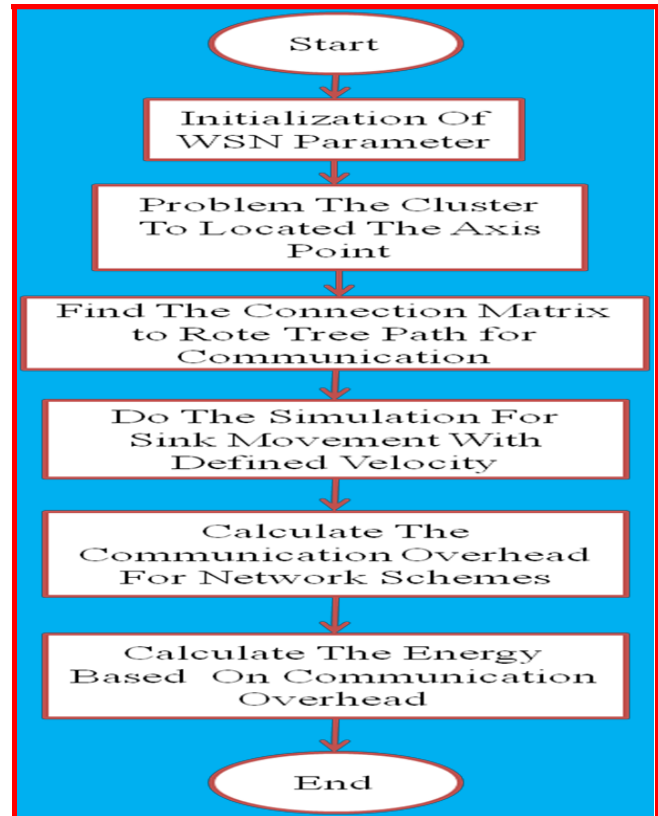 Start
Initialization Of
WSN Parameter
Problem The Cluster
To Located The Axis
Point
Find The Connection Matrix
to Rote Tree Path for
Communication
Do The Simulation For
Sink Movement With
Defined Velocity
Calculate The
Communication Overhead
For Network Schemes
Calculate The Energy
Based On Communication
Overhead
End